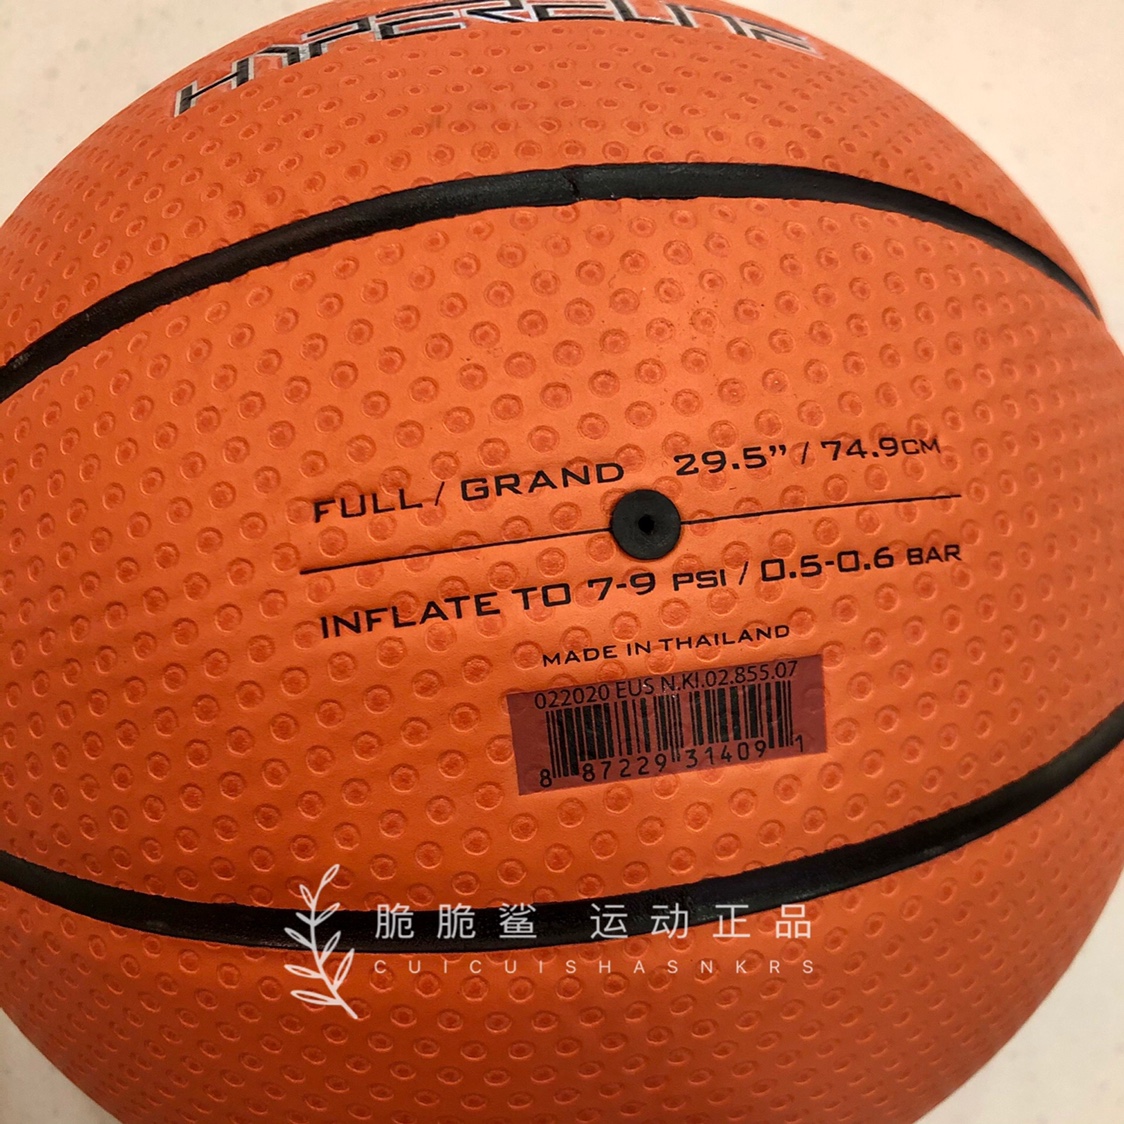 HYPERELITE
FULL / GRAND 29.5” / 74.9CM
INFLATE TO 7-9 PSI / 0.5-0.6 BAR
MADE IN THAILAND
022020 EUS N.KI.02.855.07
8 87229 31409 1
脆脆鲨 运动正品
CUICUISHASNKRS